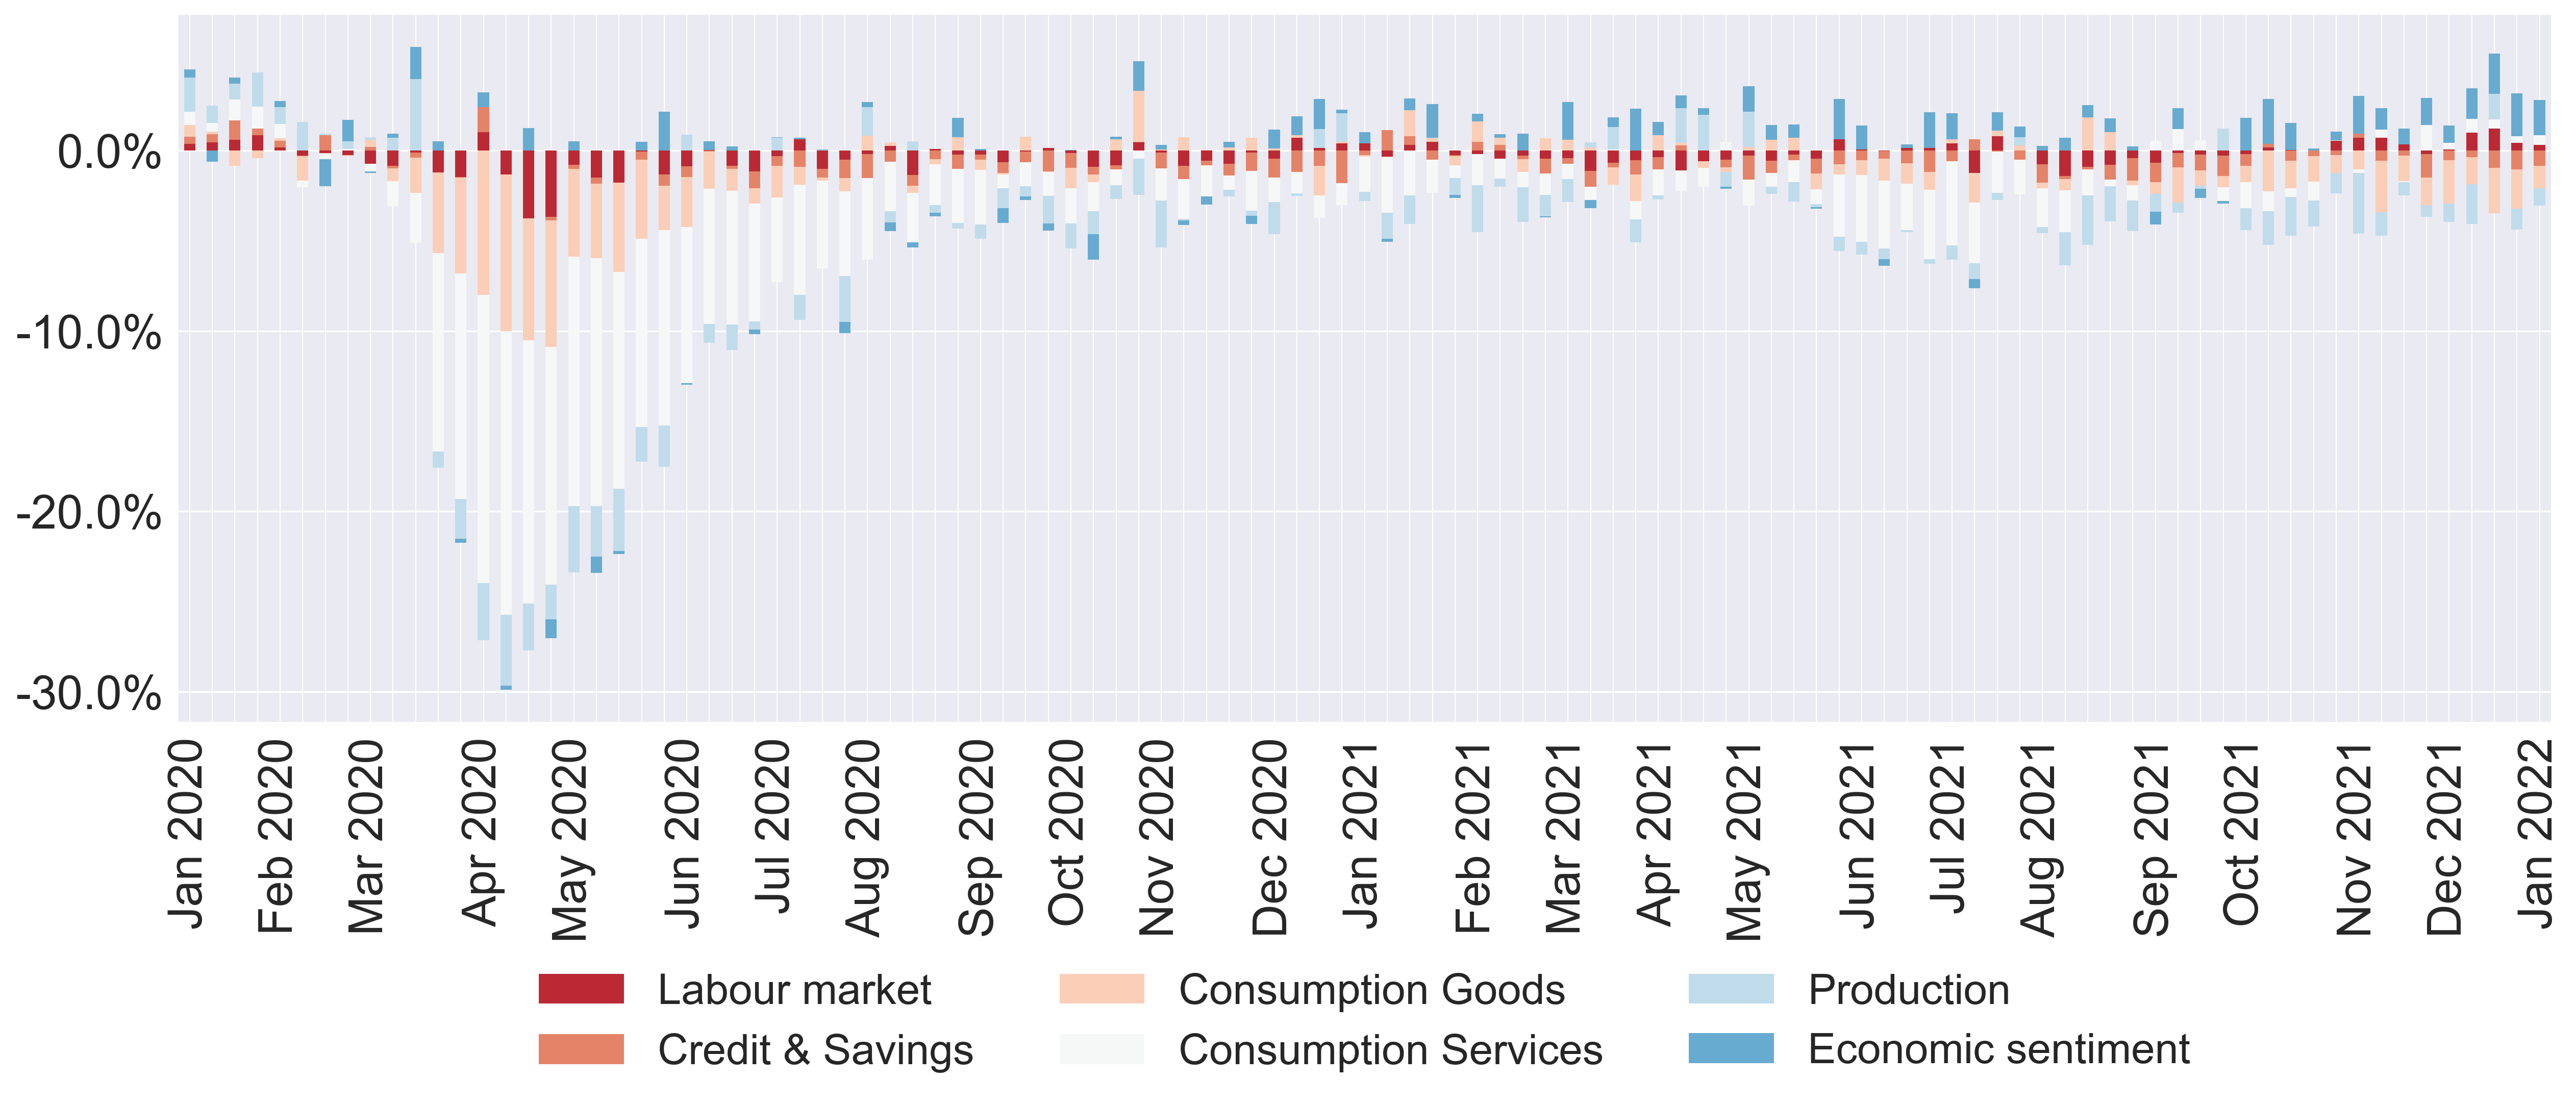 0.0%
-10.0%
-20.0%
-30.0%
Jan 2020
Feb 2020
Mar 2020
Apr 2020
May 2020
Jun 2020
Jul 2020
Aug 2020
Sep 2020
Oct 2020
Nov 2020
Dec 2020
Jan 2021
Feb 2021
Mar 2021
Apr 2021
May 2021
Jun 2021
Jul 2021
Aug 2021
Sep 2021
Oct 2021
Nov 2021
Dec 2021
Jan 2022
Labour market
Credit & Savings
Consumption Goods
Consumption Services
Production
Economic sentiment